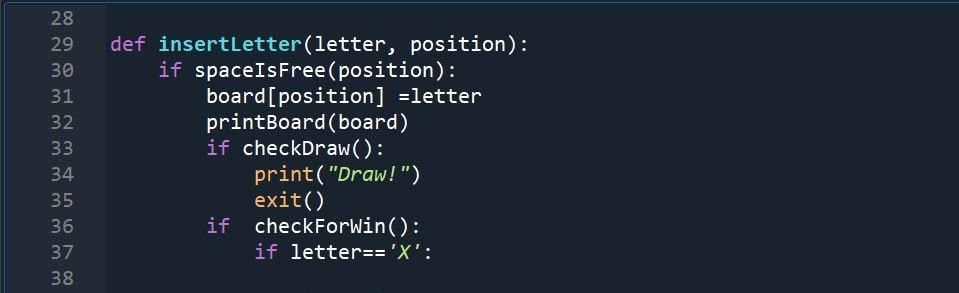 28
29 def insertLetter(letter, position):
30     if spaceIsFree(position):
31         board[position] =letter
32         printBoard(board)
33         if checkDraw():
34             print("Draw!")
35             exit()
36         if  checkForWin():
37             if letter=='X':
38